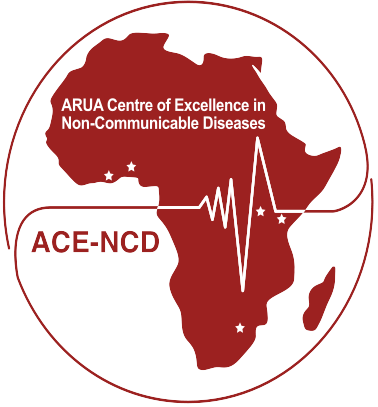 ARUA Centre of Excellence in
Non-Communicable Diseases
ACE-NCD